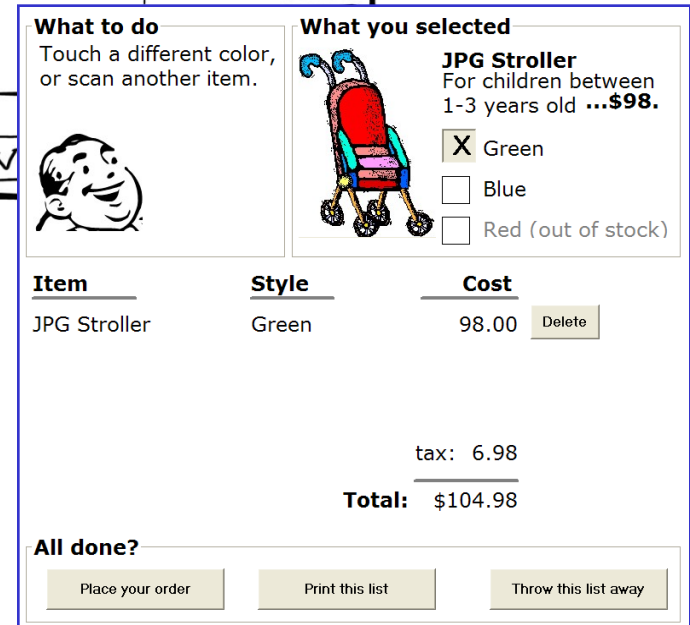 What to do
Touch a different color,
or scan another item.
What you selected
JPG Stroller
For children between
1-3 years old ...$98.
X Green
Blue
Red (out of stock)
Item Style Cost
JPG Stroller Green 98.00 Delete
tax: 6.98
Total: $104.98
All done?
Place your order Print this list Throw this list away